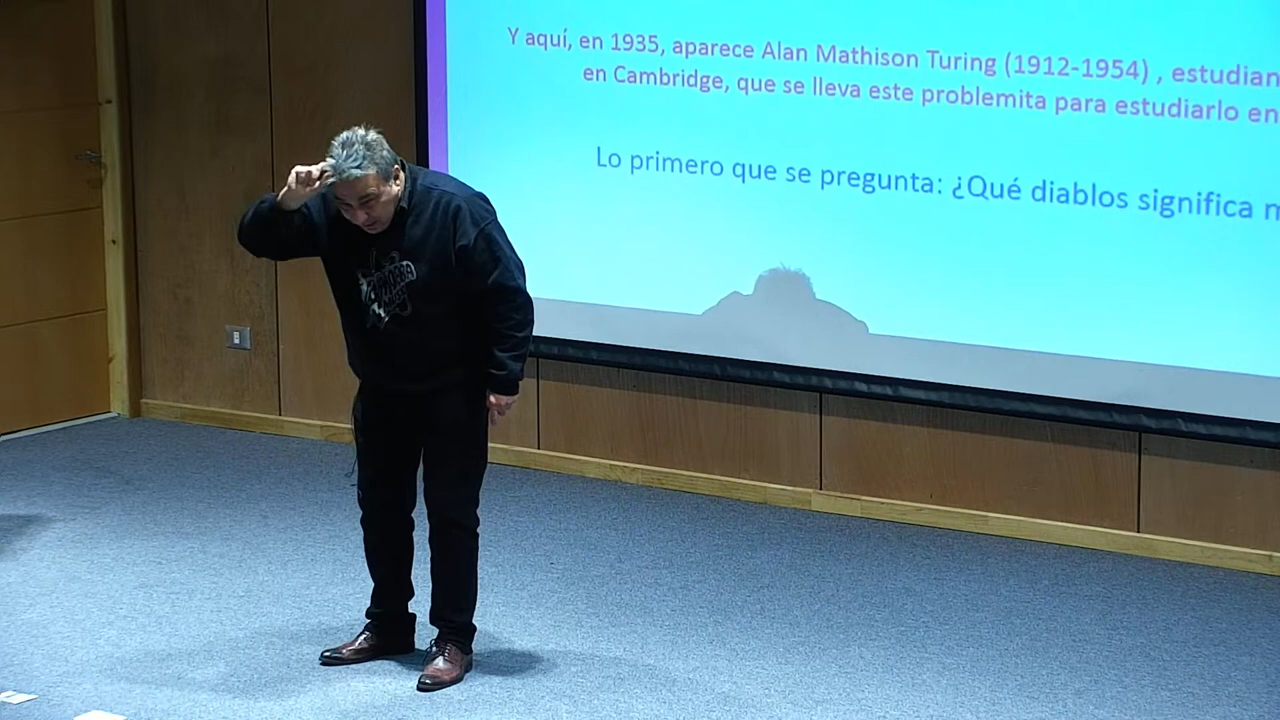 Y aquí, en 1935, aparece Alan Mathison Turing (1912-1954) , estudian
en Cambridge, que se lleva este problemita para estudiarlo en
Lo primero que se pregunta: ¿Qué diablos significa m